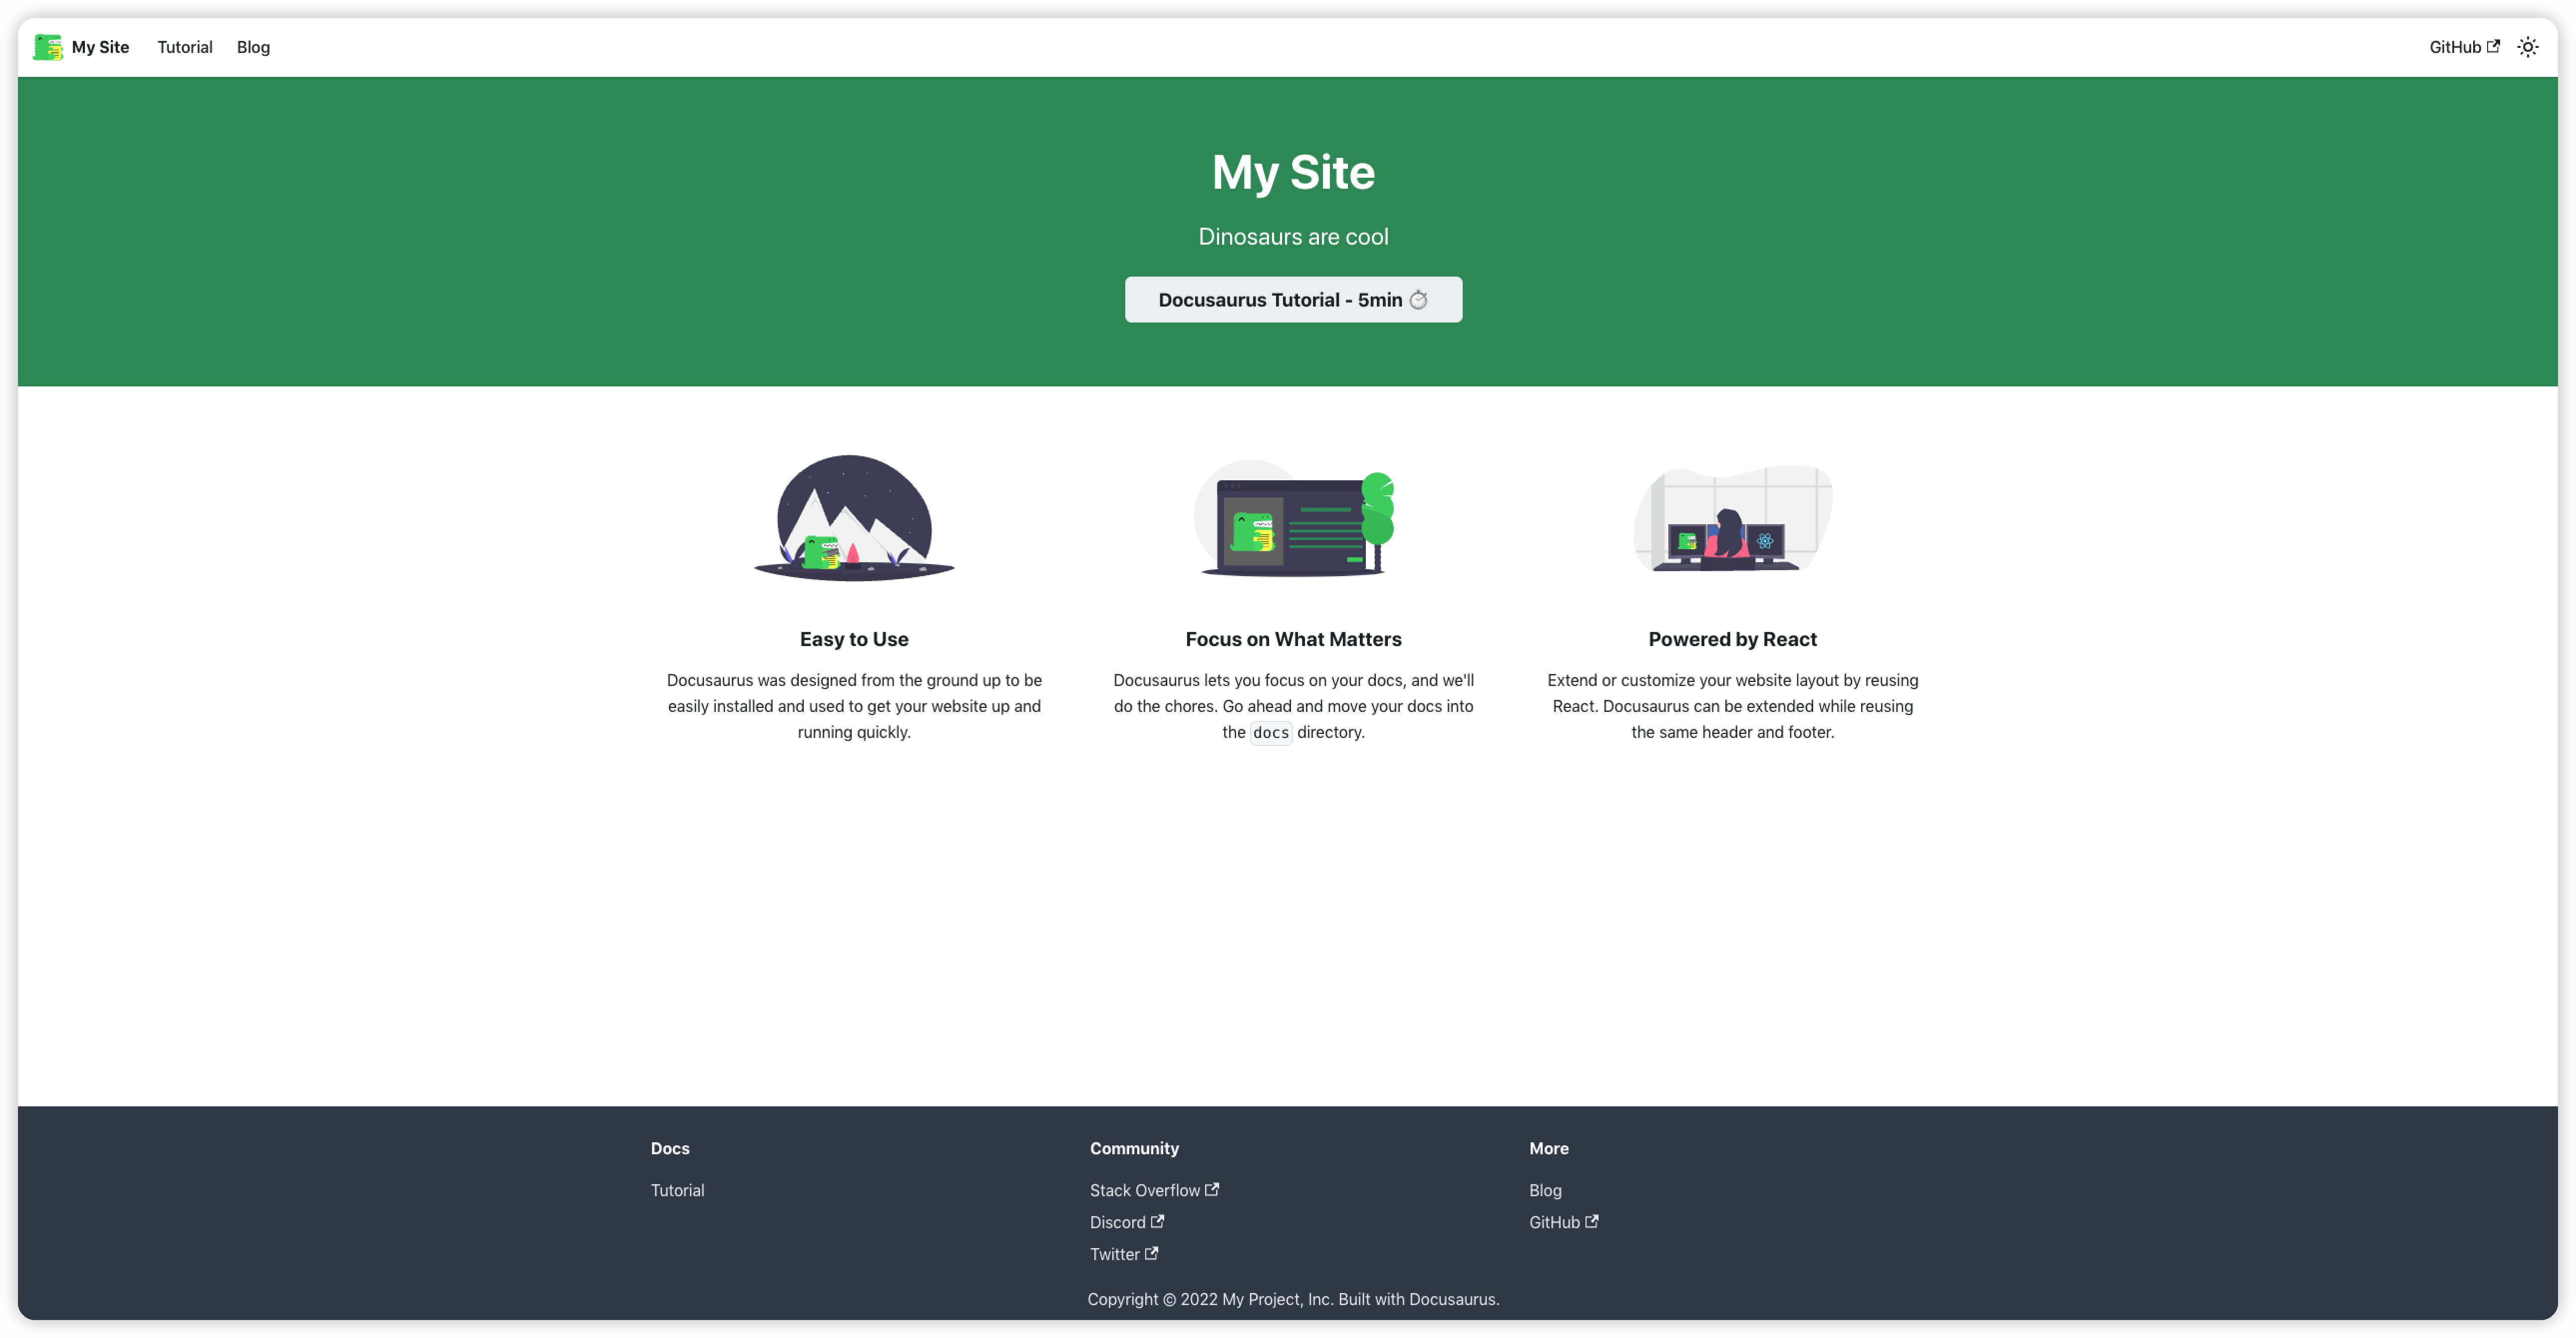 My Site Tutorial Blog GitHub
My Site
Dinosaurs are cool
Docusaurus Tutorial - 5min ⏱️
Easy to Use
Docusaurus was designed from the ground up to be
easily installed and used to get your website up and
running quickly.
Focus on What Matters
Docusaurus lets you focus on your docs, and we'll
do the chores. Go ahead and move your docs into
the docs directory.
Powered by React
Extend or customize your website layout by reusing
React. Docusaurus can be extended while reusing
the same header and footer.
Docs
Tutorial
Community
Stack Overflow
Discord
Twitter
More
Blog
GitHub
Copyright © 2022 My Project, Inc. Built with Docusaurus.